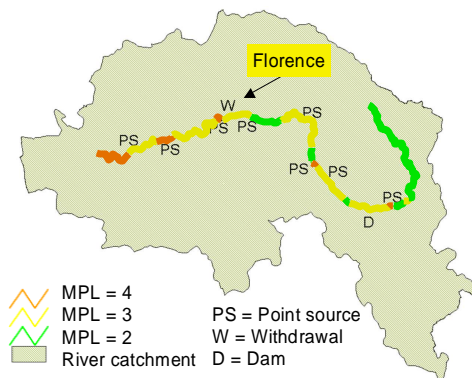 Florence
W
PS
PS
PS
PS
PS
PS
PS
PS
D
MPL = 4
MPL = 3
MPL = 2
River catchment
PS = Point source
W = Withdrawal
D = Dam